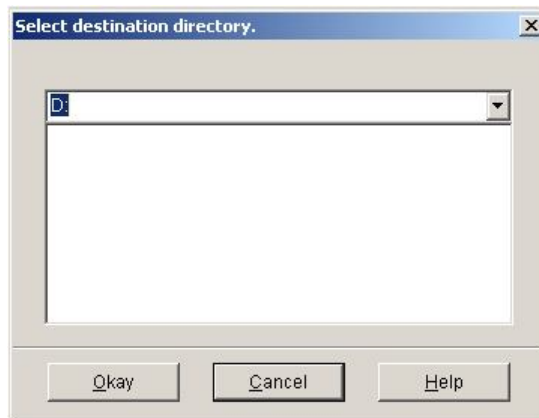 Select destination directory.
D:
Okay
Cancel
Help